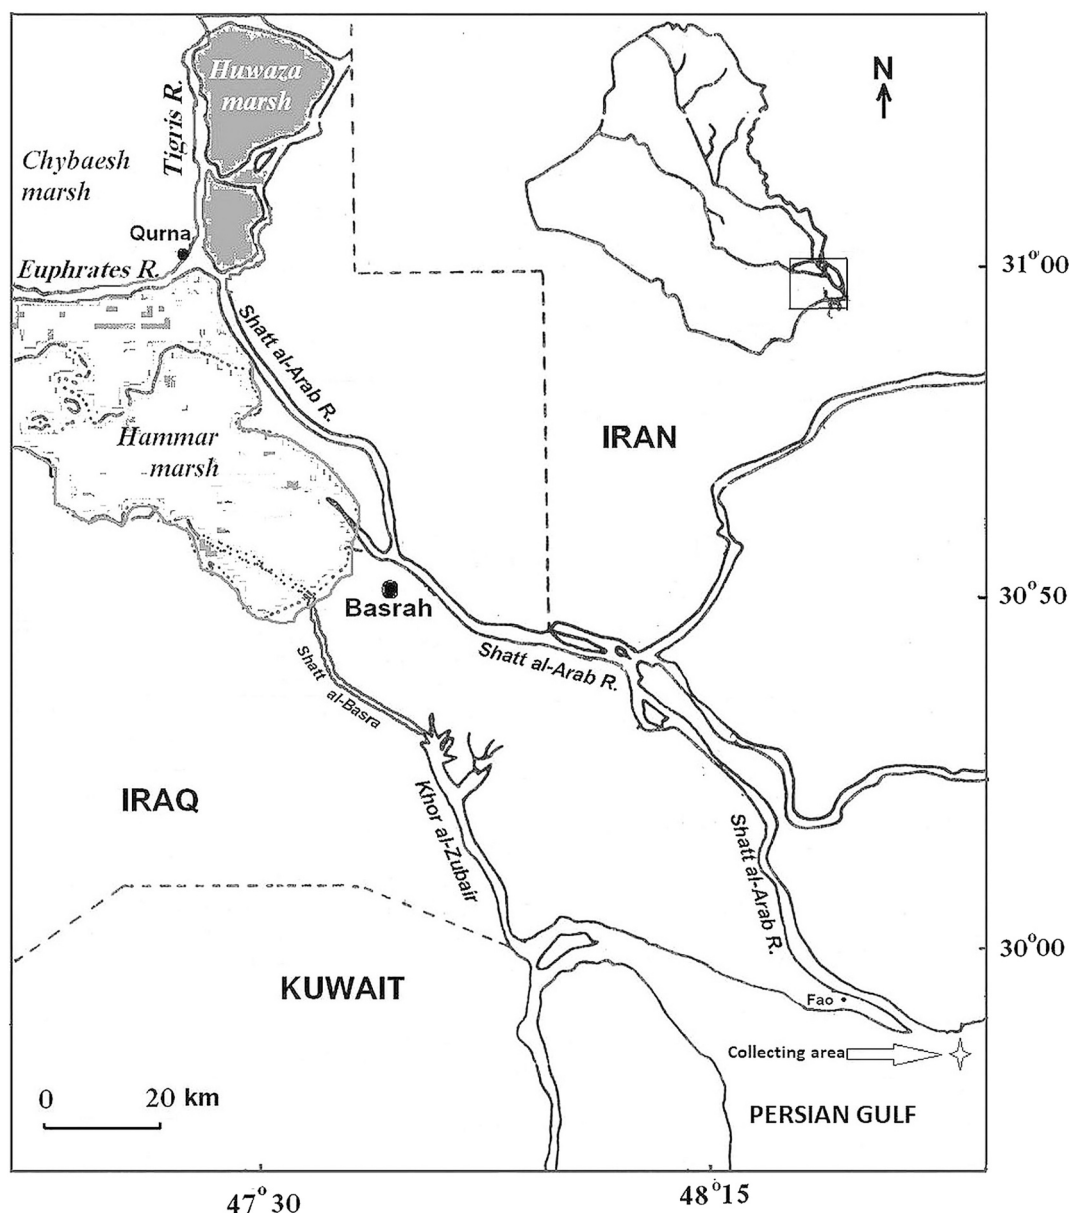 Huwaza
marsh
N
Tigris R.
Chybaesh
marsh
Qurna
Euphrates R.
31°00
Shatt al-Arab R.
IRAN
Hammar
marsh
30°50
Basrah
Shatt al-Arab R.
Shatt
al-Basra
IRAQ
Khor al-Zubair
Shatt al-Arab R.
30°00
KUWAIT
Fao
Collecting area
0 20 km
PERSIAN GULF
47°30
48°15